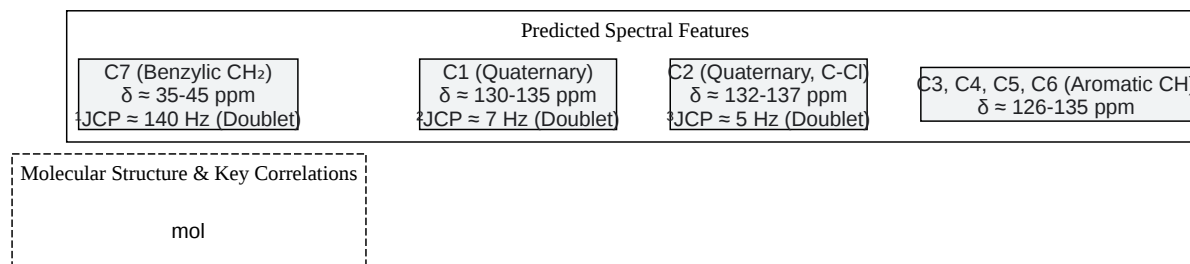 Predicted Spectral Features
C7 (Benzylic CH₂)
δ ≈ 35-45 ppm
¹JCP ≈ 140 Hz (Doublet)
C1 (Quaternary)
δ ≈ 130-135 ppm
²JCP ≈ 7 Hz (Doublet)
C2 (Quaternary, C-Cl)
δ ≈ 132-137 ppm
³JCP ≈ 5 Hz (Doublet)
C3, C4, C5, C6 (Aromatic CH)
δ ≈ 126-135 ppm
Molecular Structure & Key Correlations
mol